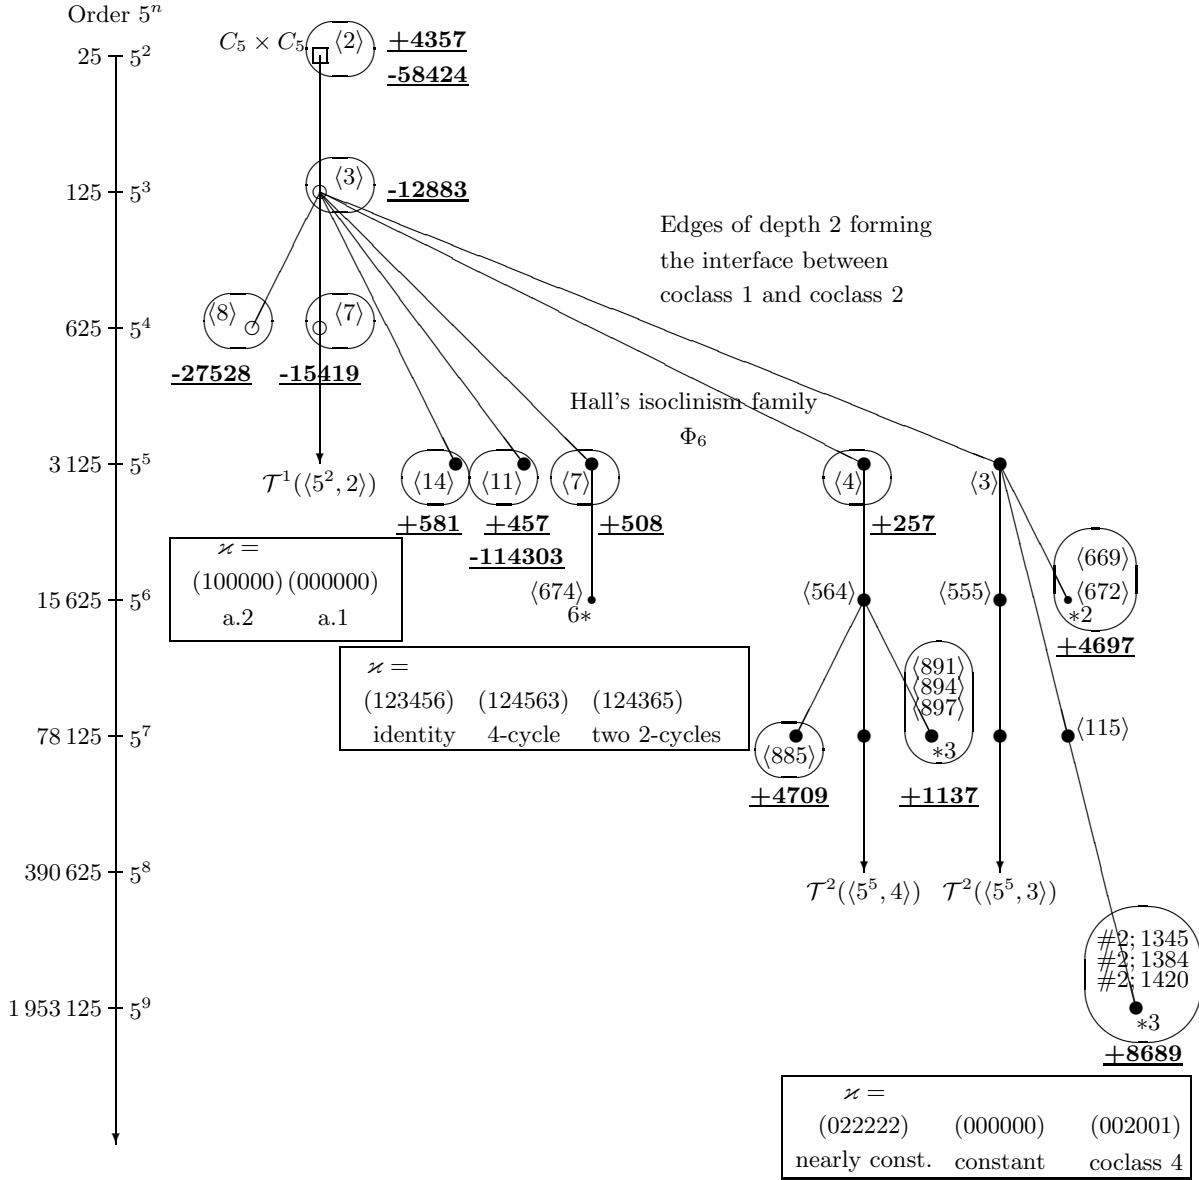 Order 5^n
25 5^2
C_5 × C_5 ⟨2⟩ +4357
-58424
125 5^3
⟨3⟩
-12883
Edges of depth 2 forming
the interface between
coclass 1 and coclass 2
625 5^4
⟨8⟩ ⟨7⟩
-27528 -15419
Hall's isoclinism family
Φ_6
3 125 5^5
𝒯^1(⟨5^2, 2⟩)
⟨14⟩ ⟨11⟩ ⟨7⟩ ⟨4⟩ ⟨3⟩
+581 +457 +508 +257
-114303
ϰ =
(100000) (000000)
a.2 a.1
15 625 5^6
⟨674⟩
6*
⟨564⟩ ⟨555⟩
⟨669⟩
⟨672⟩
*2
+4697
ϰ =
(123456) (124563) (124365)
identity 4-cycle two 2-cycles
78 125 5^7
⟨885⟩
+4709
⟨891⟩
⟨894⟩
⟨897⟩
*3
+1137
⟨115⟩
390 625 5^8
𝒯^2(⟨5^5, 4⟩) 𝒯^2(⟨5^5, 3⟩)
#2; 1345
#2; 1384
#2; 1420
1 953 125 5^9
*3
+8689
ϰ =
(022222) (000000) (002001)
nearly const. constant coclass 4